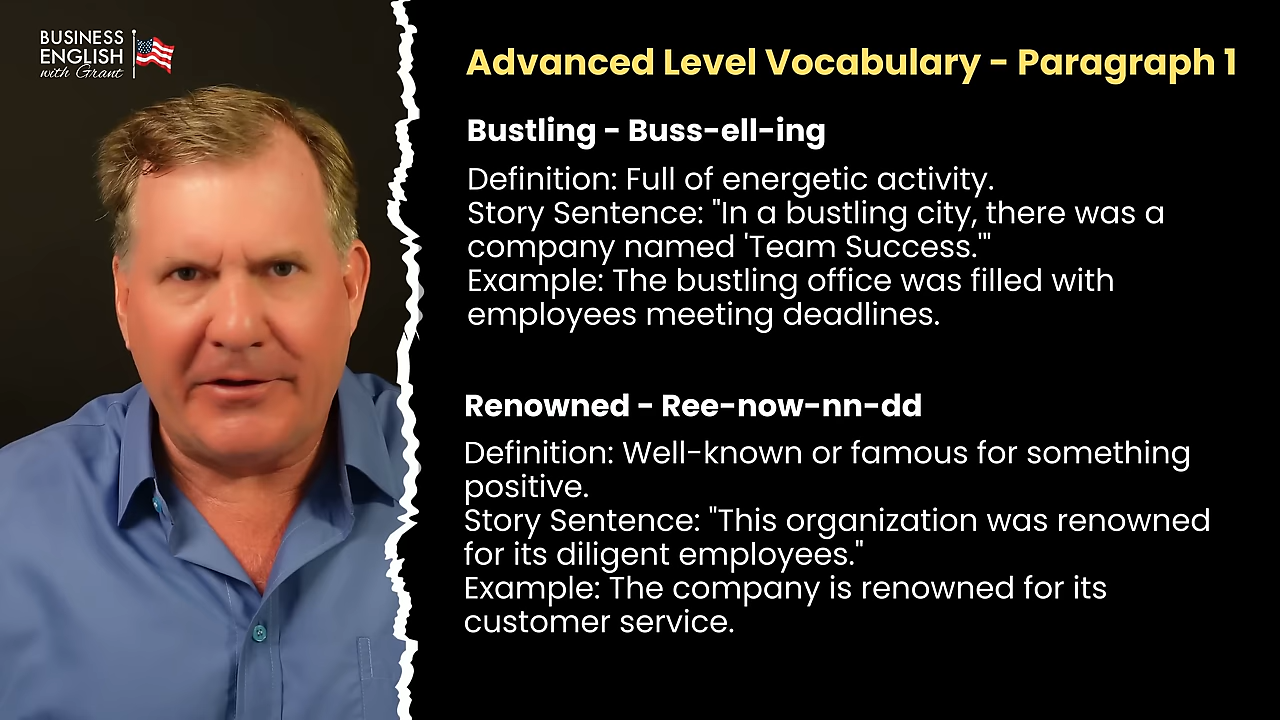 BUSINESS
ENGLISH
with Grant
Advanced Level Vocabulary - Paragraph 1
Bustling - Buss-ell-ing
Definition: Full of energetic activity.
Story Sentence: "In a bustling city, there was a
company named 'Team Success.'"
Example: The bustling office was filled with
employees meeting deadlines.
Renowned - Ree-now-nn-dd
Definition: Well-known or famous for something
positive.
Story Sentence: "This organization was renowned
for its diligent employees."
Example: The company is renowned for its
customer service.